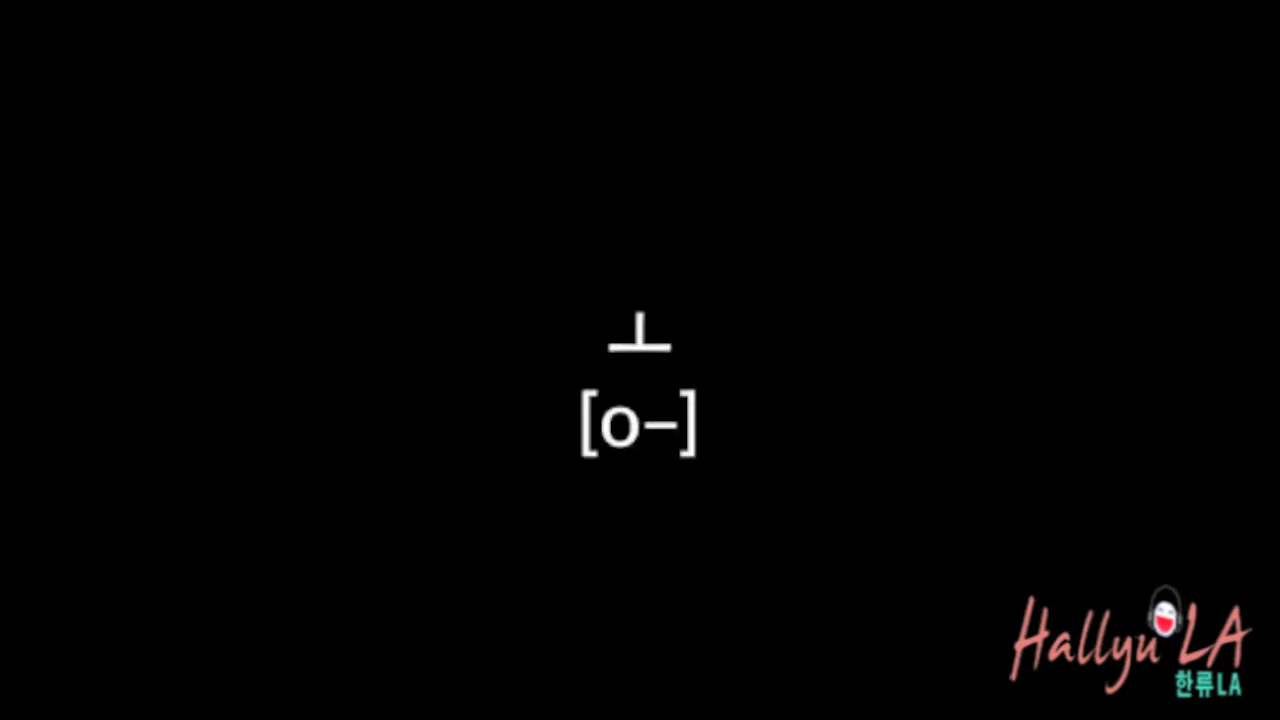 ㅗ
[o–]
Hallyu LA
한류LA